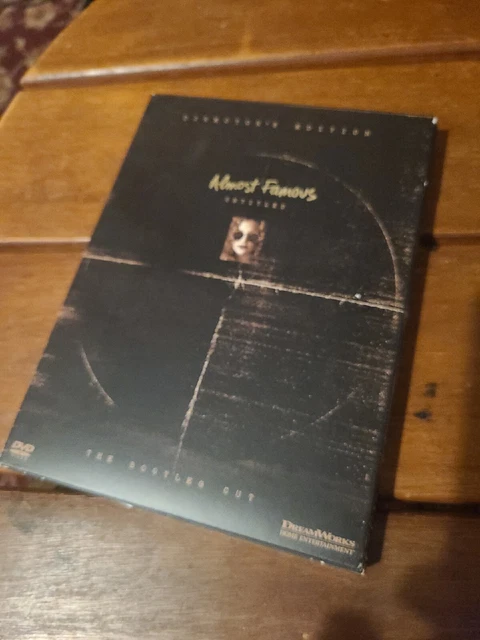 DIRECTOR'S EDITION
Almost Famous
UNTITLED
DVD
THE BOOTLEG CUT
DREAMWORKS
HOME ENTERTAINMENT